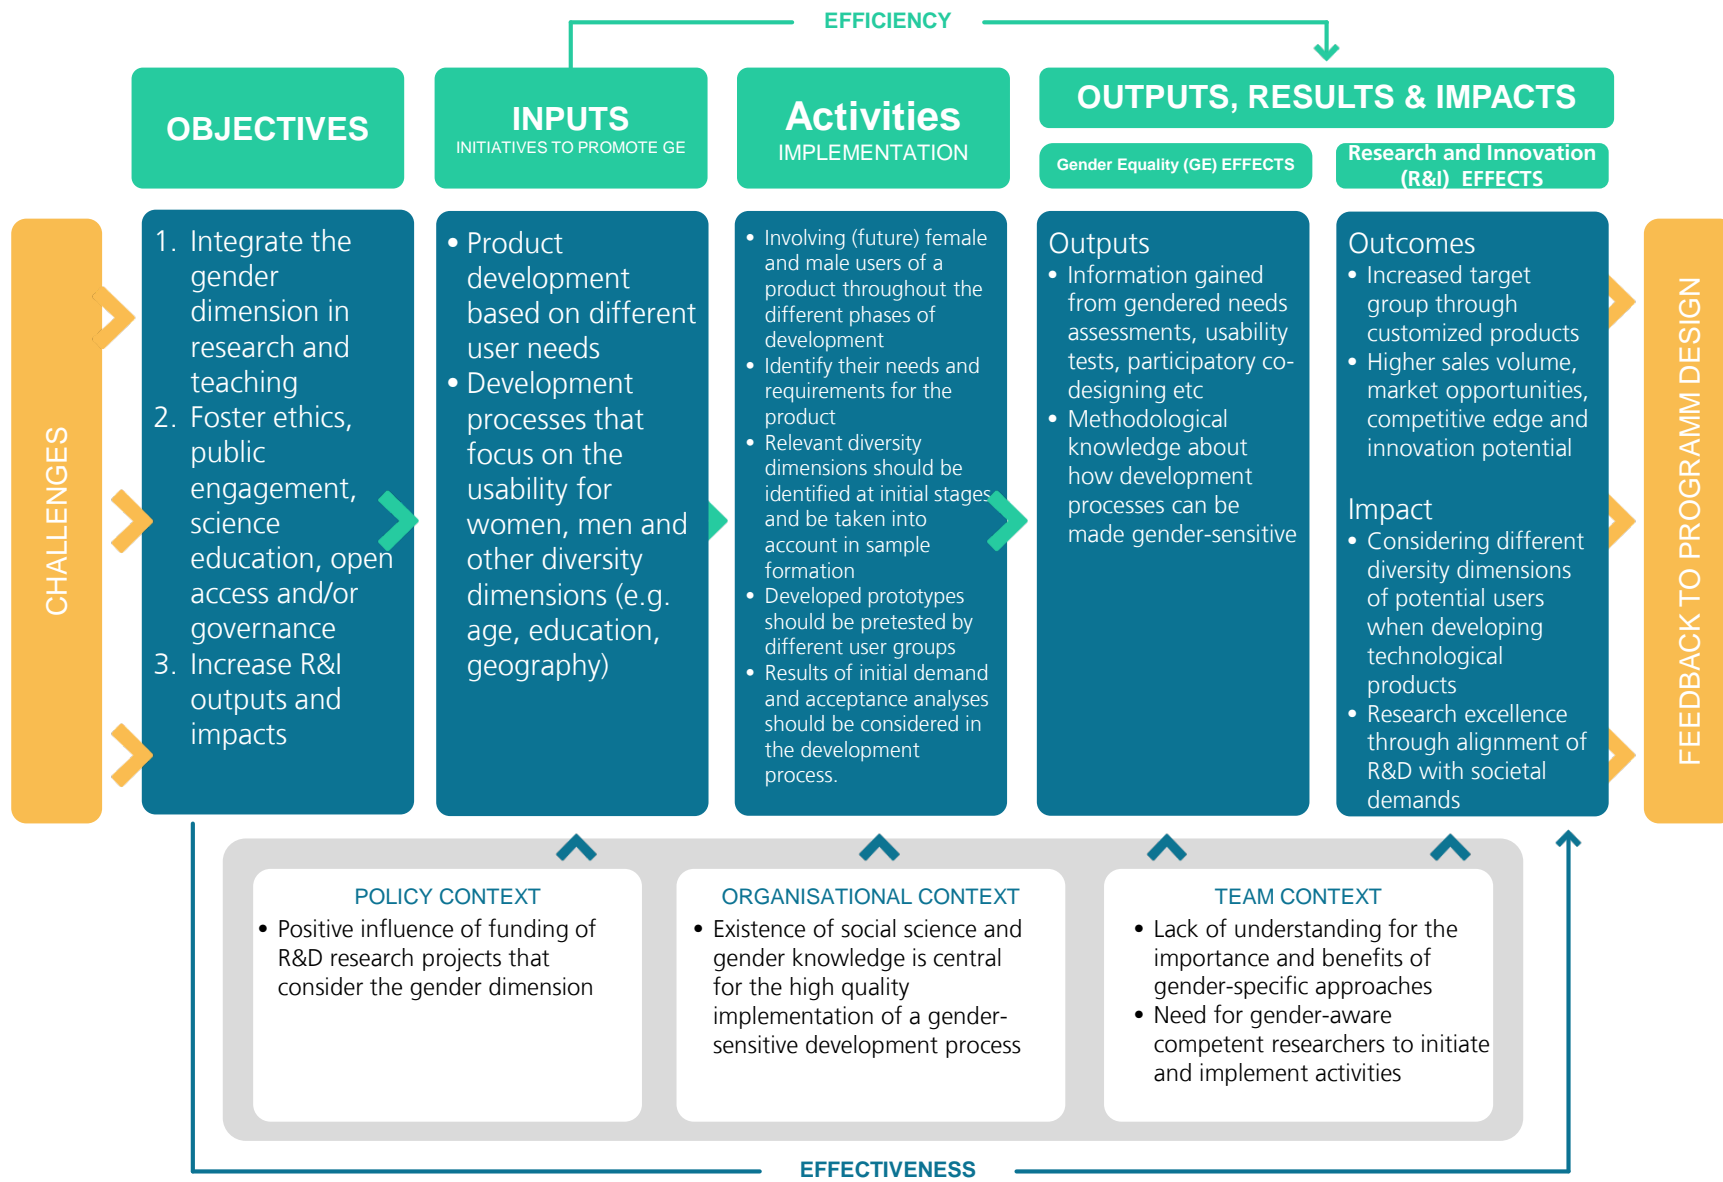 EFFICIENCY
OBJECTIVES
INPUTS
INITIATIVES TO PROMOTE GE
Activities
IMPLEMENTATION
OUTPUTS, RESULTS & IMPACTS
Gender Equality (GE) EFFECTS
Research and Innovation
(R&I) EFFECTS
CHALLENGES
1. Integrate the
gender
dimension in
research and
teaching
2. Foster ethics,
public
engagement,
science
education, open
access and/or
governance
3. Increase R&I
outputs and
impacts
• Product
development
based on different
user needs
• Development
processes that
focus on the
usability for
women, men and
other diversity
dimensions (e.g.
age, education,
geography)
• Involving (future) female
and male users of a
product throughout the
different phases of
development
• Identify their needs and
requirements for the
product
• Relevant diversity
dimensions should be
identified at initial stages
and be taken into
account in sample
formation
• Developed prototypes
should be pretested by
different user groups
• Results of initial demand
and acceptance analyses
should be considered in
the development
process.
Outputs
• Information gained
from gendered needs
assessments, usability
tests, participatory co-
designing etc
• Methodological
knowledge about
how development
processes can be
made gender-sensitive
Outcomes
• Increased target
group through
customized products
• Higher sales volume,
market opportunities,
competitive edge and
innovation potential
Impact
• Considering different
diversity dimensions
of potential users
when developing
technological
products
• Research excellence
through alignment of
R&D with societal
demands
FEEDBACK TO PROGRAMM DESIGN
POLICY CONTEXT
• Positive influence of funding of
R&D research projects that
consider the gender dimension
ORGANISATIONAL CONTEXT
• Existence of social science and
gender knowledge is central
for the high quality
implementation of a gender-
sensitive development process
TEAM CONTEXT
• Lack of understanding for the
importance and benefits of
gender-specific approaches
• Need for gender-aware
competent researchers to initiate
and implement activities
EFFECTIVENESS